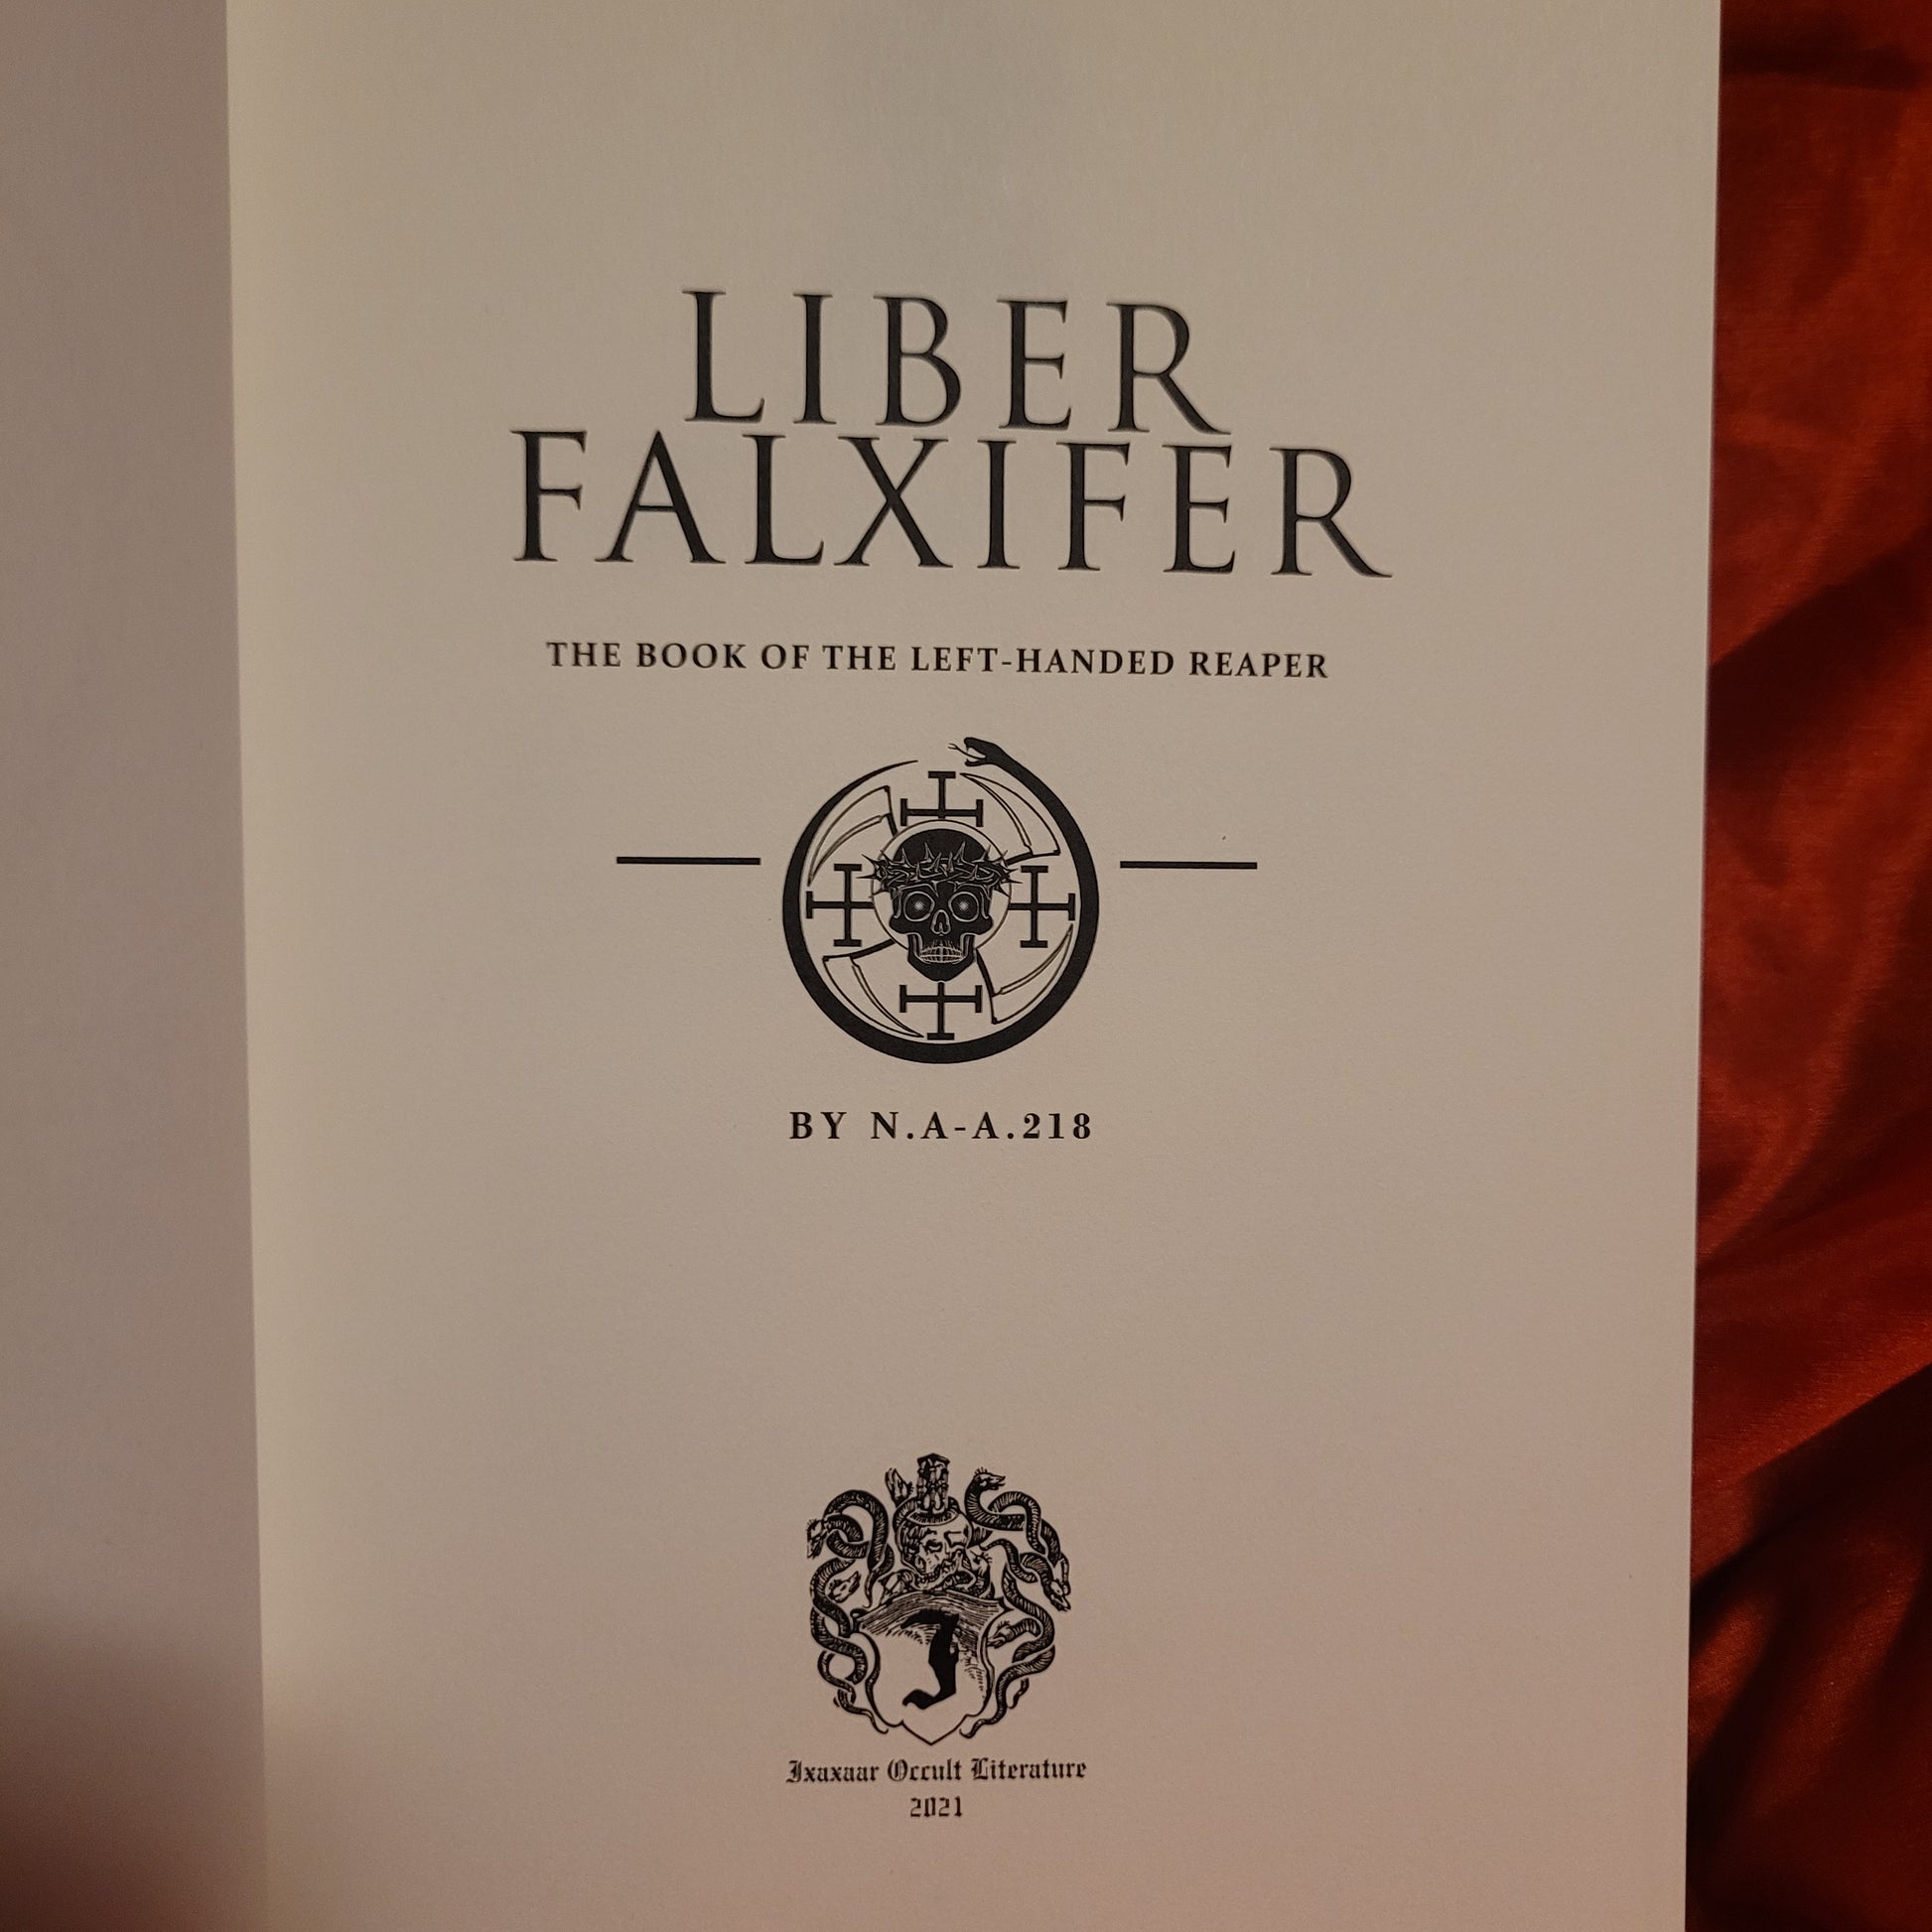 LIBER
FALXIFER
THE BOOK OF THE LEFT-HANDED REAPER
BY N.A-A.218
J
Ixaxaar Occult Literature
2021